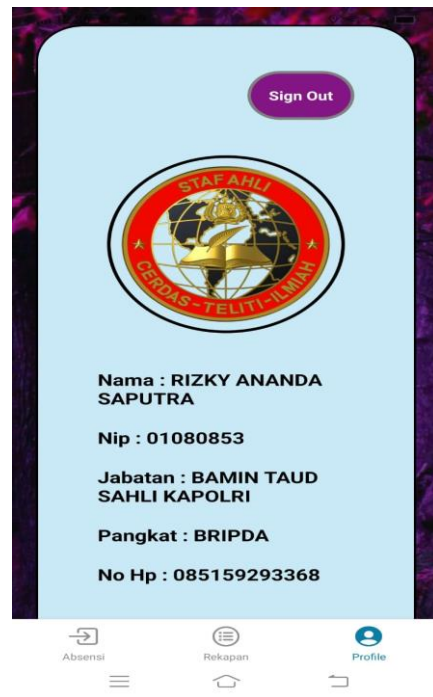 Sign Out
STAF AHLI
CERDAS-TELITI-ILMIAH
Nama : RIZKY ANANDA
SAPUTRA
Nip : 01080853
Jabatan : BAMIN TAUD
SAHLI KAPOLRI
Pangkat : BRIPDA
No Hp : 085159293368
Absensi
Rekapan
Profile